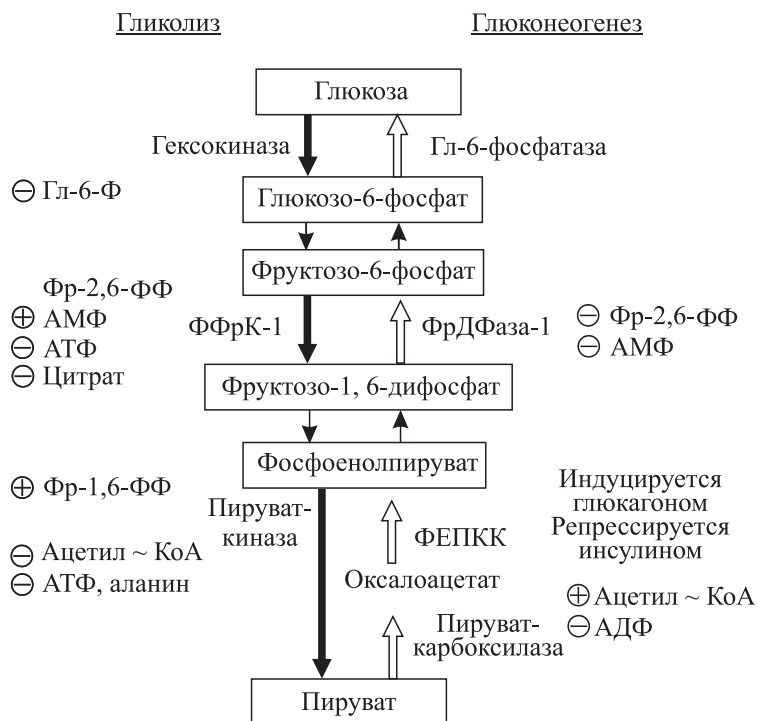 Гликолиз
Глюконеогенез
Глюкоза
Гексокиназа
Гл-6-фосфатаза
⊖ Гл-6-Ф
Глюкозо-6-фосфат
Фруктозо-6-фосфат
Фр-2,6-ФФ
⊕ АМФ
⊖ АТФ
⊖ Цитрат
ФФрК-1
ФрДФаза-1
⊖ Фр-2,6-ФФ
⊖ АМФ
Фруктозо-1, 6-дифосфат
Фосфоенолпируват
⊕ Фр-1,6-ФФ
Пируват-
киназа
⊖ Ацетил ~ КоА
⊖ АТФ, аланин
ФЕПКК
Индуцируется
глюкагоном
Репрессируется
инсулином
Оксалоацетат
⊕ Ацетил ~ КоА
⊖ АДФ
Пируват-
карбоксилаза
Пируват